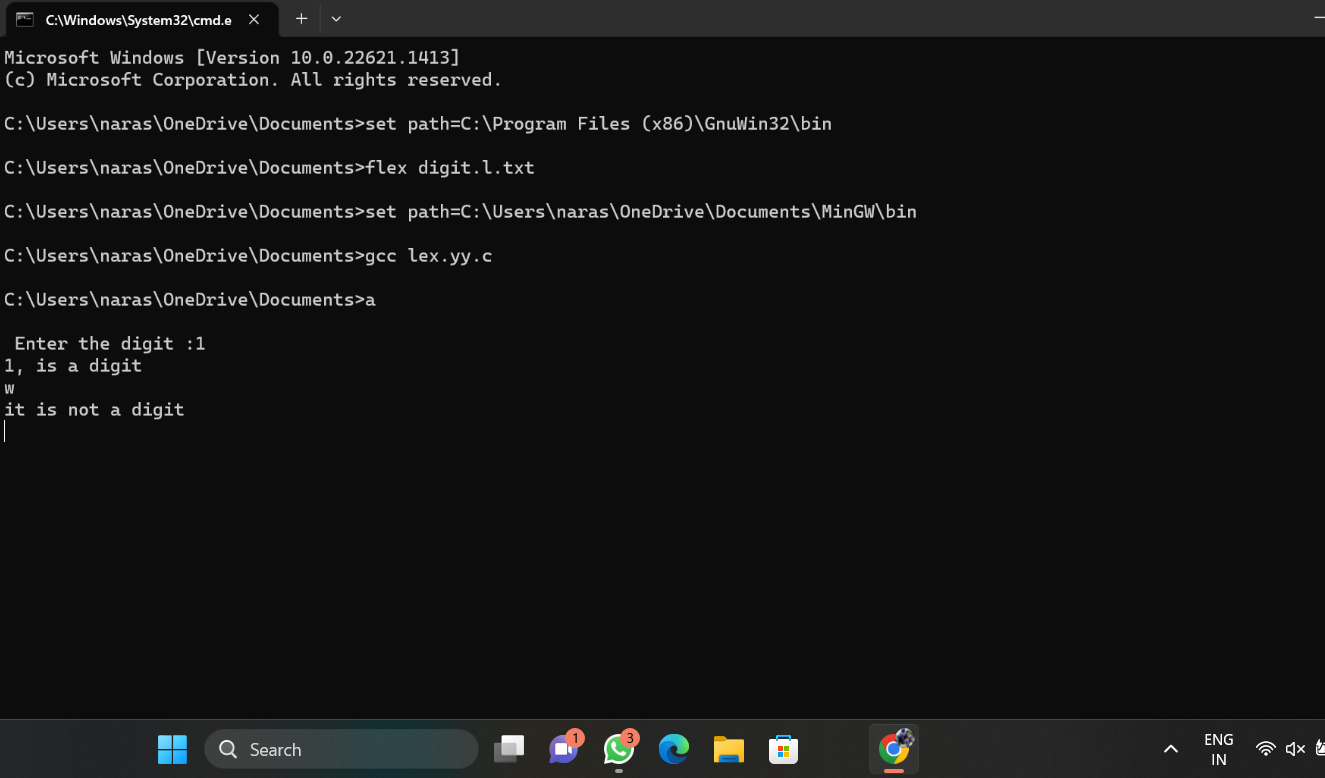 C:\Windows\System32\cmd.e
Microsoft Windows [Version 10.0.22621.1413]
(c) Microsoft Corporation. All rights reserved.
C:\Users\naras\OneDrive\Documents>set path=C:\Program Files (x86)\GnuWin32\bin
C:\Users\naras\OneDrive\Documents>flex digit.l.txt
C:\Users\naras\OneDrive\Documents>set path=C:\Users\naras\OneDrive\Documents\MinGW\bin
C:\Users\naras\OneDrive\Documents>gcc lex.yy.c
C:\Users\naras\OneDrive\Documents>a
Enter the digit :1
1, is a digit
w
it is not a digit
Search
1
3
ENG
IN